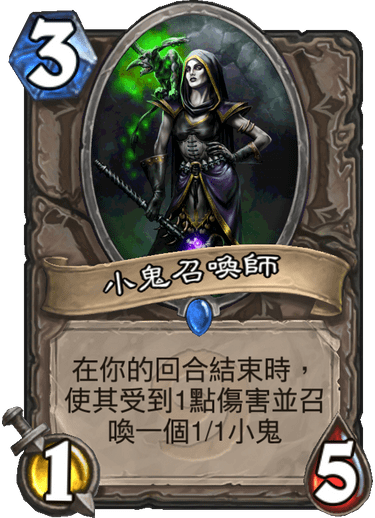 3
小鬼召喚師
在你的回合結束時，
使其受到1點傷害並召
喚一個1/1小鬼
1
5